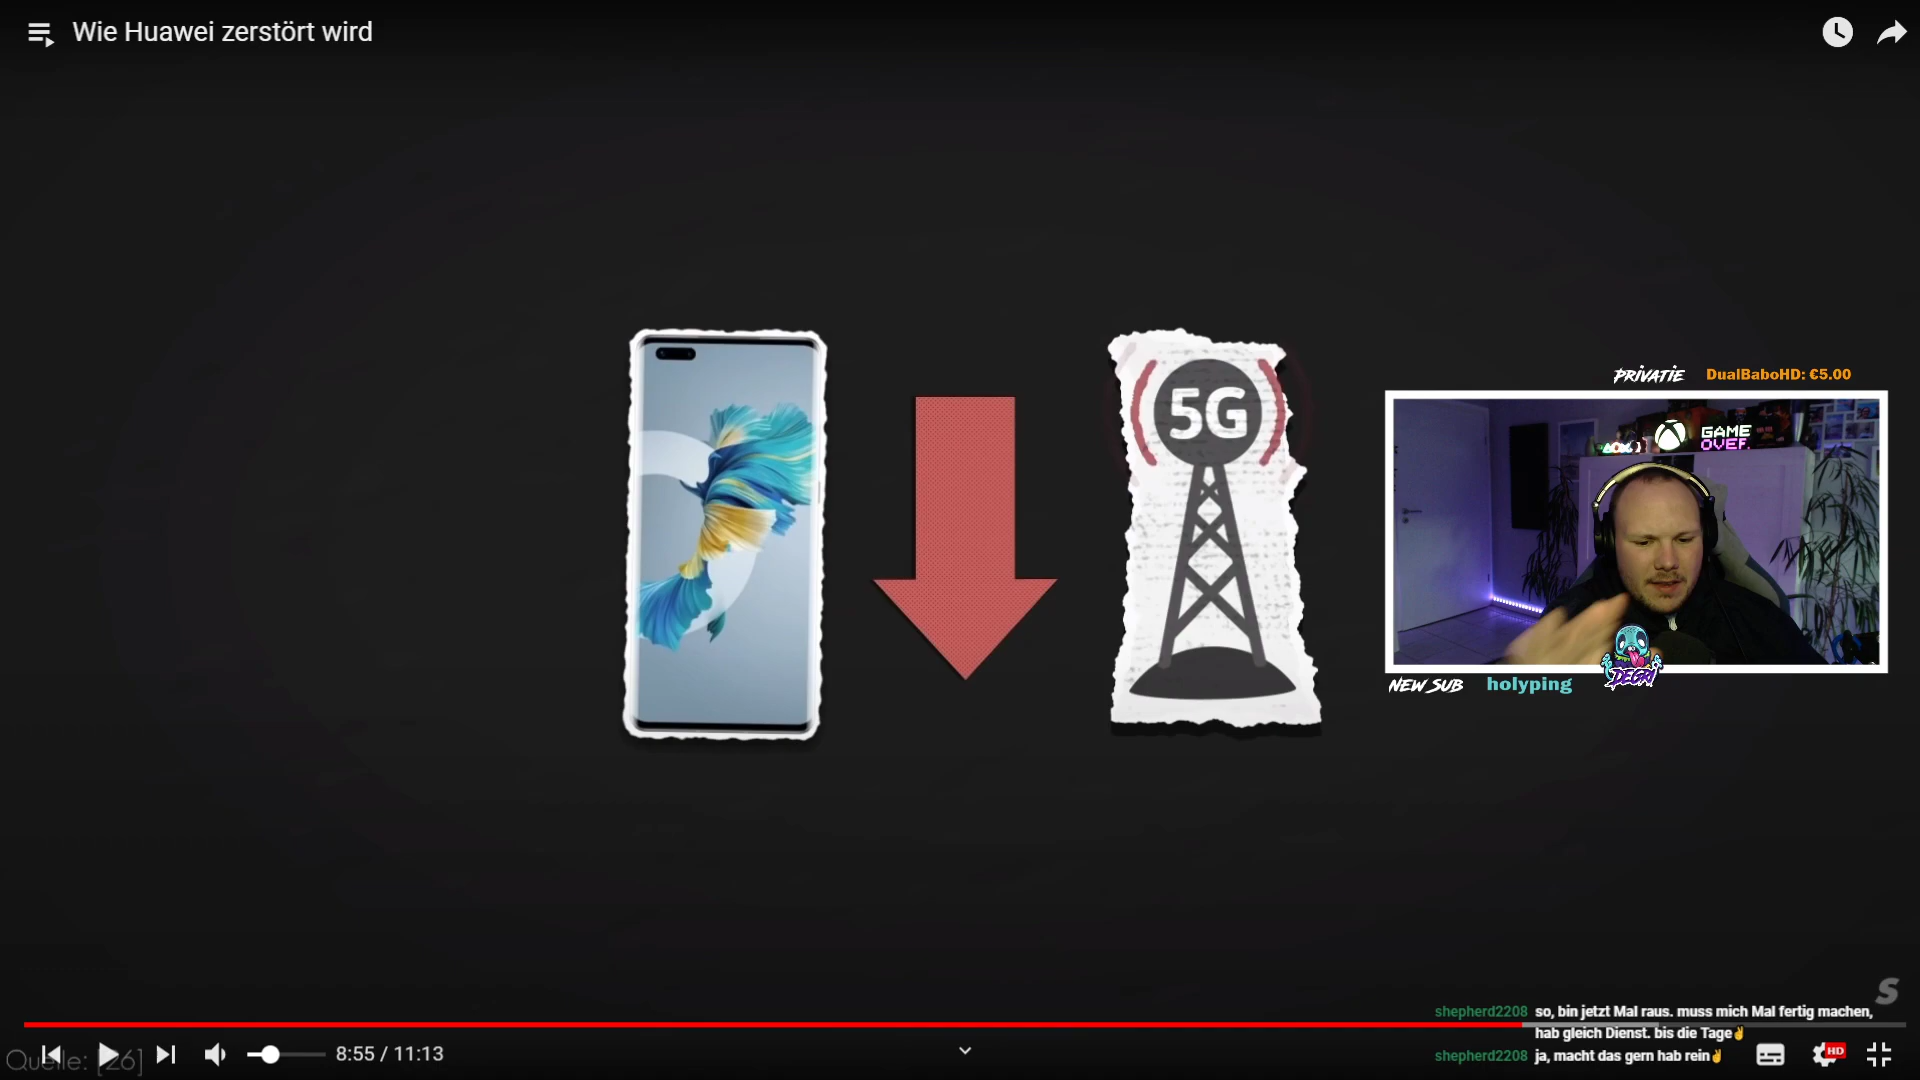 Wie Huawei zerstört wird
5G
PRIVATIE DualBaboHD: €5.00
GAME
OVER
NEW SUB holyping
DEGRI
S
shepherd2208 so, bin jetzt Mal raus. muss mich Mal fertig machen,
hab gleich Dienst. bis die Tage✌
shepherd2208 ja, macht das gern hab rein✌
Quelle: [26]
8:55 / 11:13
HD